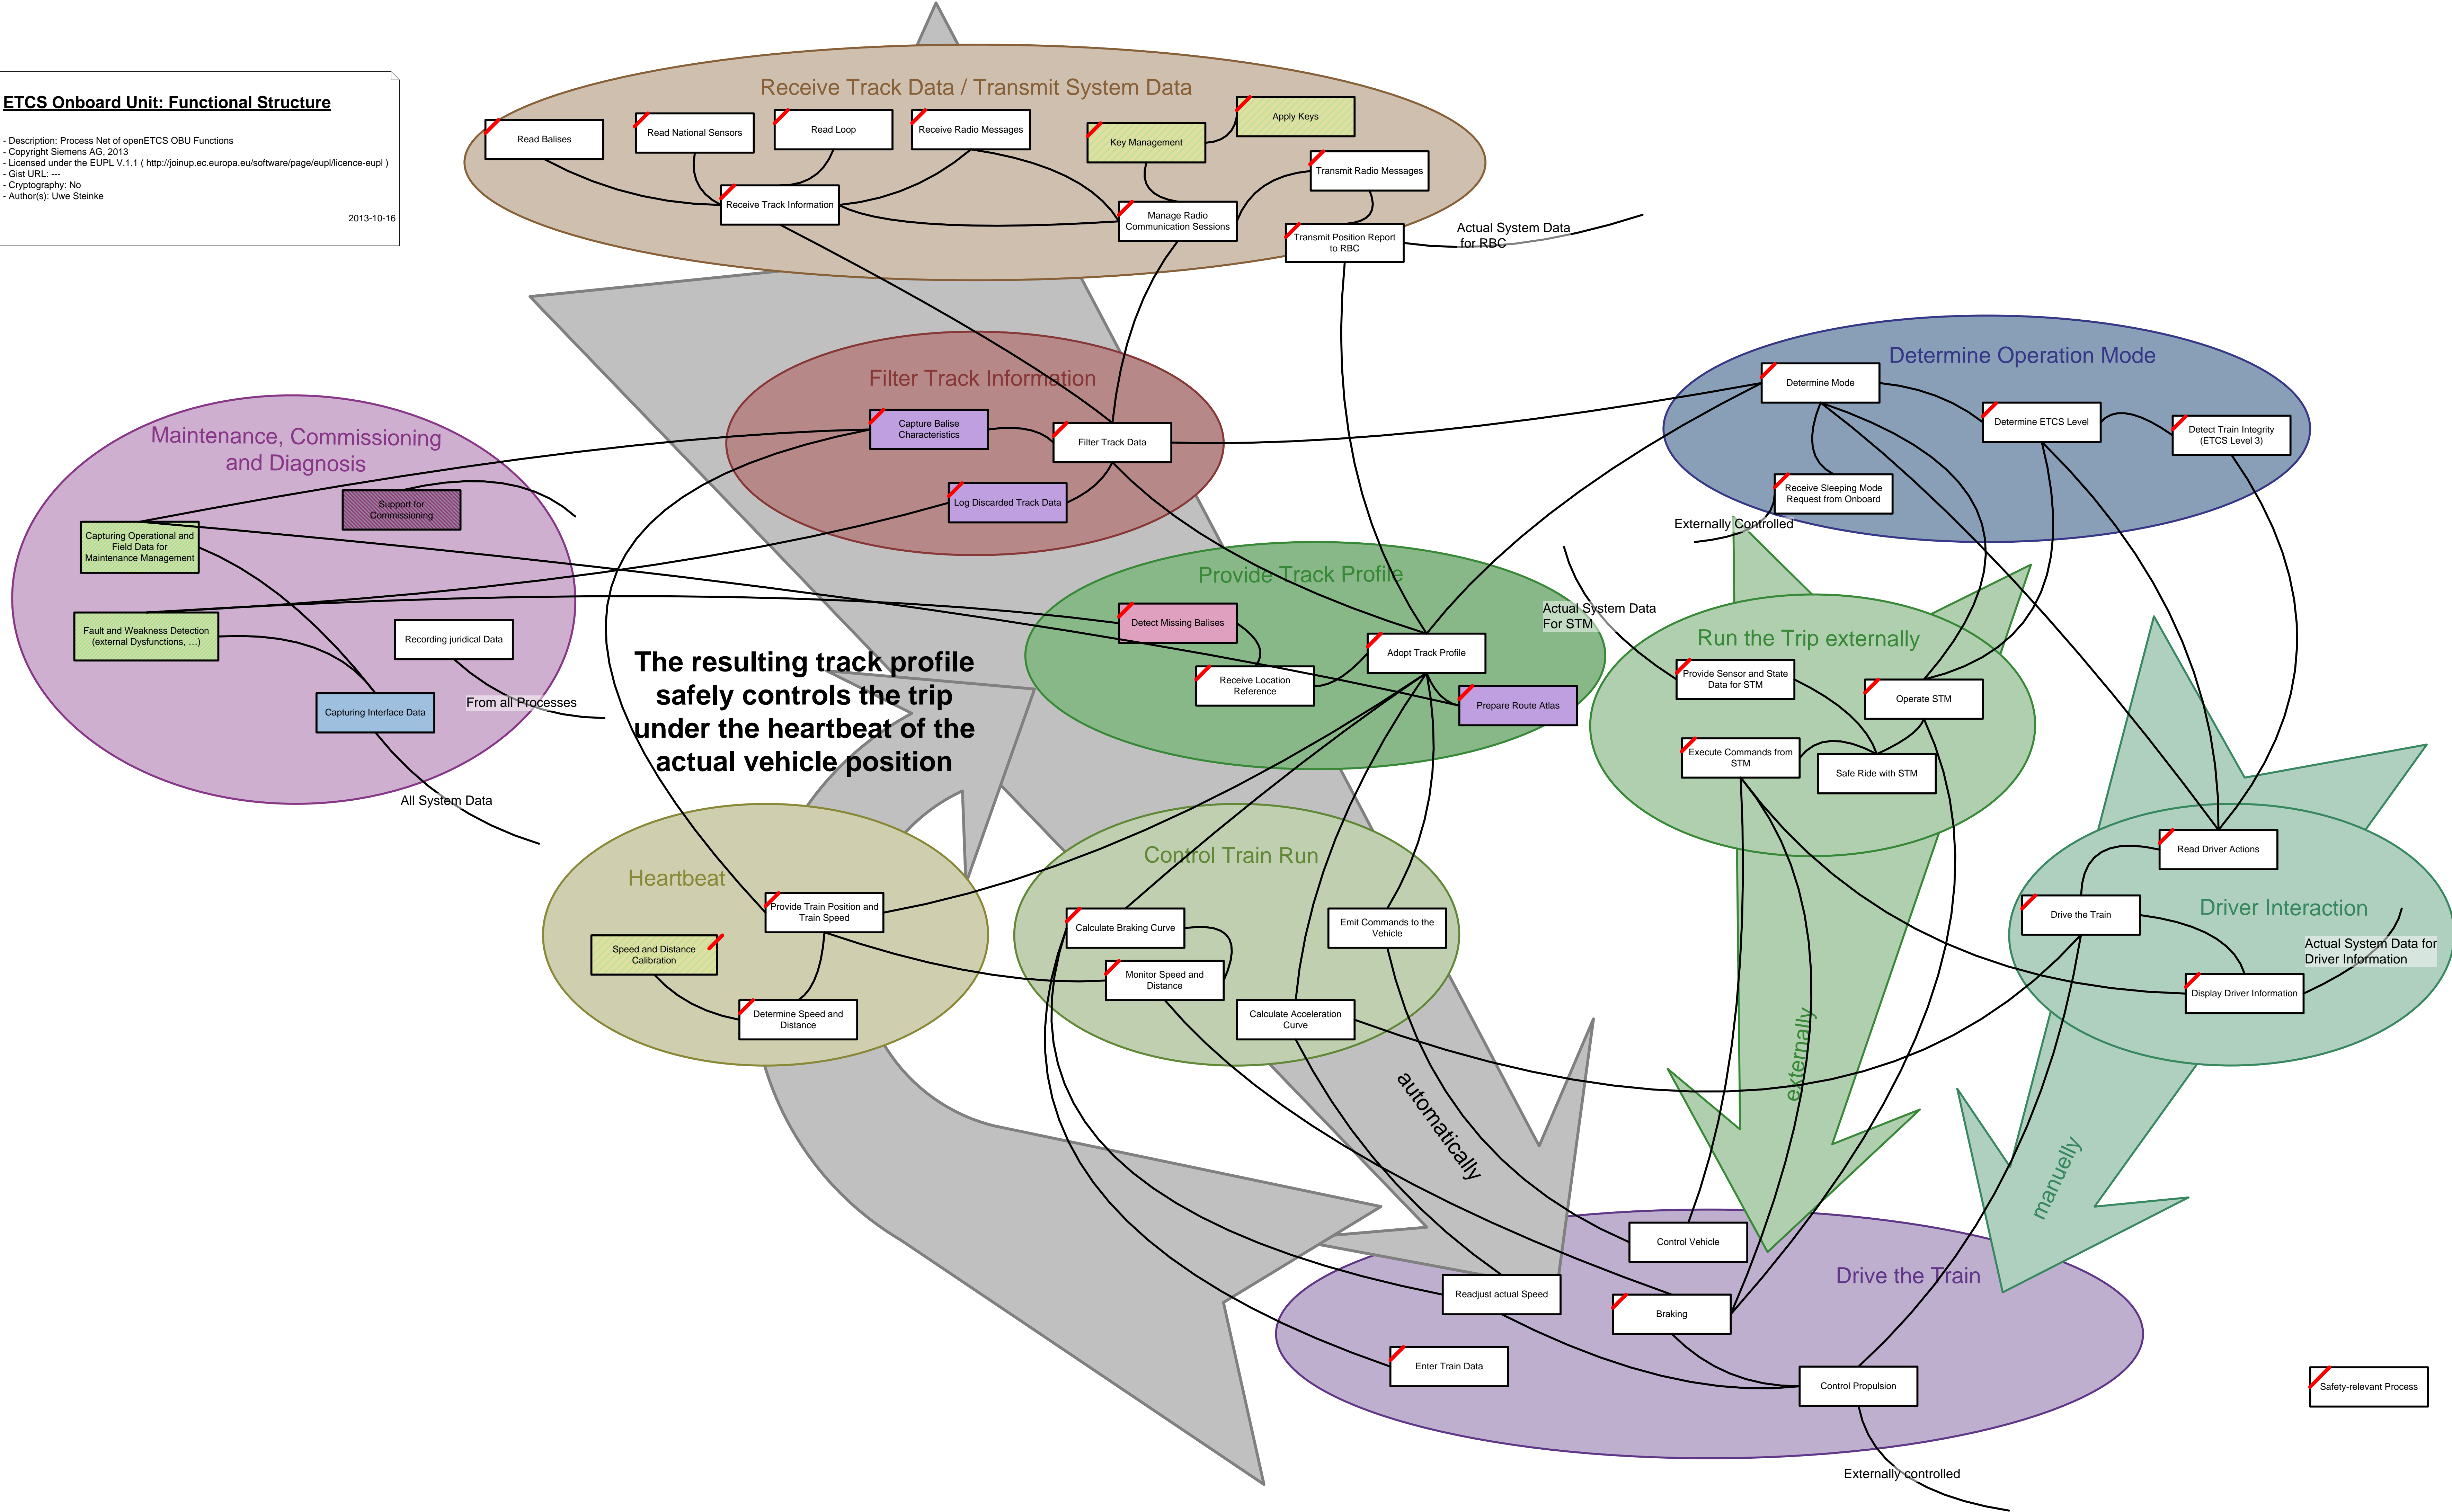 ETCS Onboard Unit: Functional Structure
- Description: Process Net of openETCS OBU Functions
- Copyright Siemens AG, 2013
- Licensed under the EUPL V.1.1 ( http://joinup.ec.europa.eu/software/page/eupl/licence-eupl )
- Gist URL: ---
- Cryptography: No
- Author(s): Uwe Steinke
2013-10-16
Receive Track Data / Transmit System Data
Read Balises
Read National Sensors
Read Loop
Receive Radio Messages
Key Management
Apply Keys
Transmit Radio Messages
Receive Track Information
Manage Radio
Communication Sessions
Transmit Position Report
to RBC
Actual System Data
for RBC
Filter Track Information
Capture Balise
Characteristics
Filter Track Data
Log Discarded Track Data
Determine Operation Mode
Determine Mode
Determine ETCS Level
Detect Train Integrity
(ETCS Level 3)
Receive Sleeping Mode
Request from Onboard
Externally Controlled
Maintenance, Commissioning
and Diagnosis
Support for
Commissioning
Capturing Operational and
Field Data for
Maintenance Management
Fault and Weakness Detection
(external Dysfunctions, …)
Recording juridical Data
Capturing Interface Data
From all Processes
All System Data
The resulting track profile
safely controls the trip
under the heartbeat of the
actual vehicle position
Provide Track Profile
Detect Missing Balises
Adopt Track Profile
Receive Location
Reference
Prepare Route Atlas
Actual System Data
For STM
Run the Trip externally
Provide Sensor and State
Data for STM
Operate STM
Execute Commands from
STM
Safe Ride with STM
Heartbeat
Provide Train Position and
Train Speed
Speed and Distance
Calibration
Determine Speed and
Distance
Control Train Run
Calculate Braking Curve
Emit Commands to the
Vehicle
Monitor Speed and
Distance
Calculate Acceleration
Curve
Read Driver Actions
Driver Interaction
Drive the Train
Actual System Data for
Driver Information
Display Driver Information
automatically
externally
manuelly
Drive the Train
Control Vehicle
Readjust actual Speed
Braking
Enter Train Data
Control Propulsion
Externally controlled
Safety-relevant Process